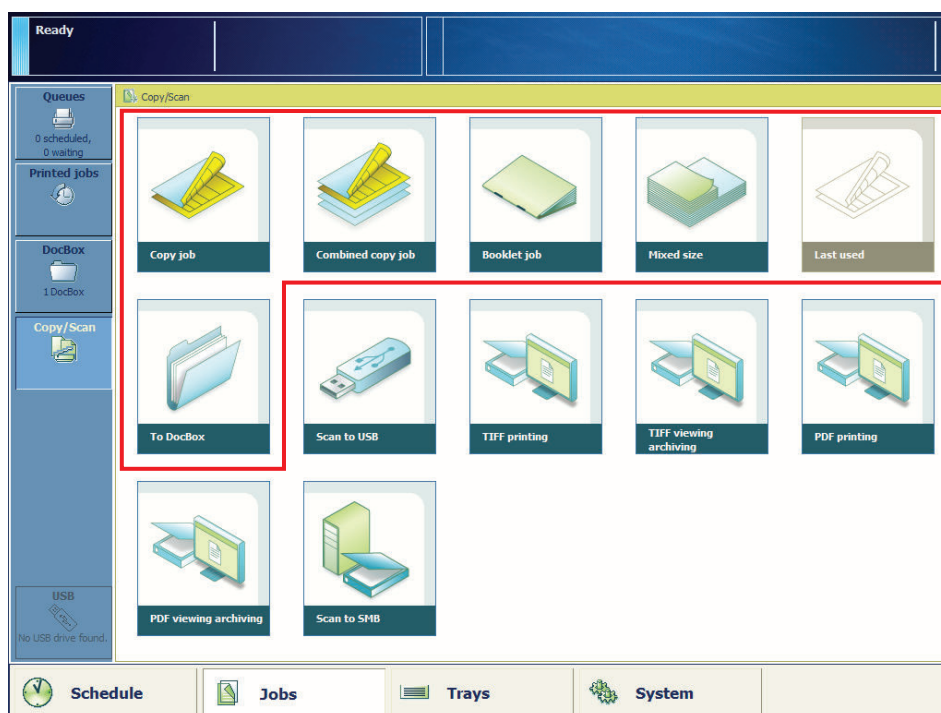 Ready
Queues
0 scheduled,
0 waiting
Printed jobs
DocBox
1 DocBox
Copy/Scan
USB
No USB drive found.
Copy/Scan
Copy job
Combined copy job
Booklet job
Mixed size
Last used
To DocBox
Scan to USB
TIFF printing
TIFF viewing
archiving
PDF printing
PDF viewing archiving
Scan to SMB
Schedule
Jobs
Trays
System